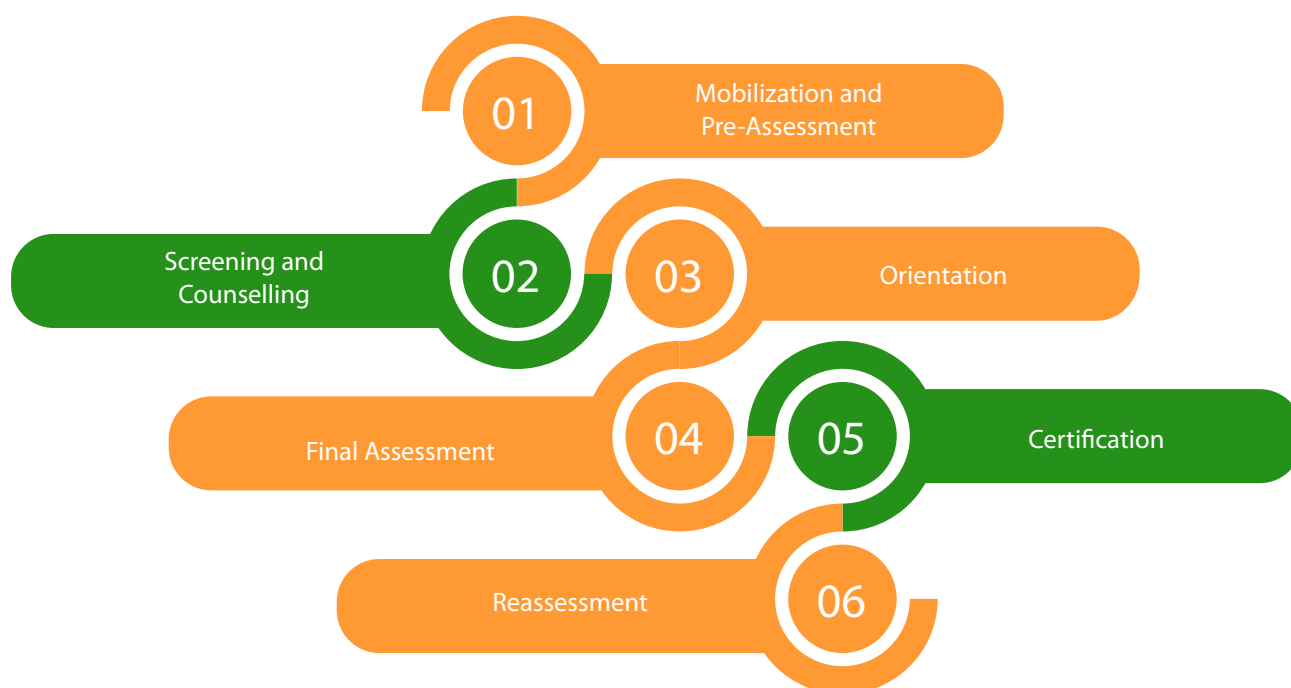 01
Mobilization and
Pre-Assessment
02
Screening and
Counselling
03
Orientation
04
Final Assessment
05
Certification
06
Reassessment